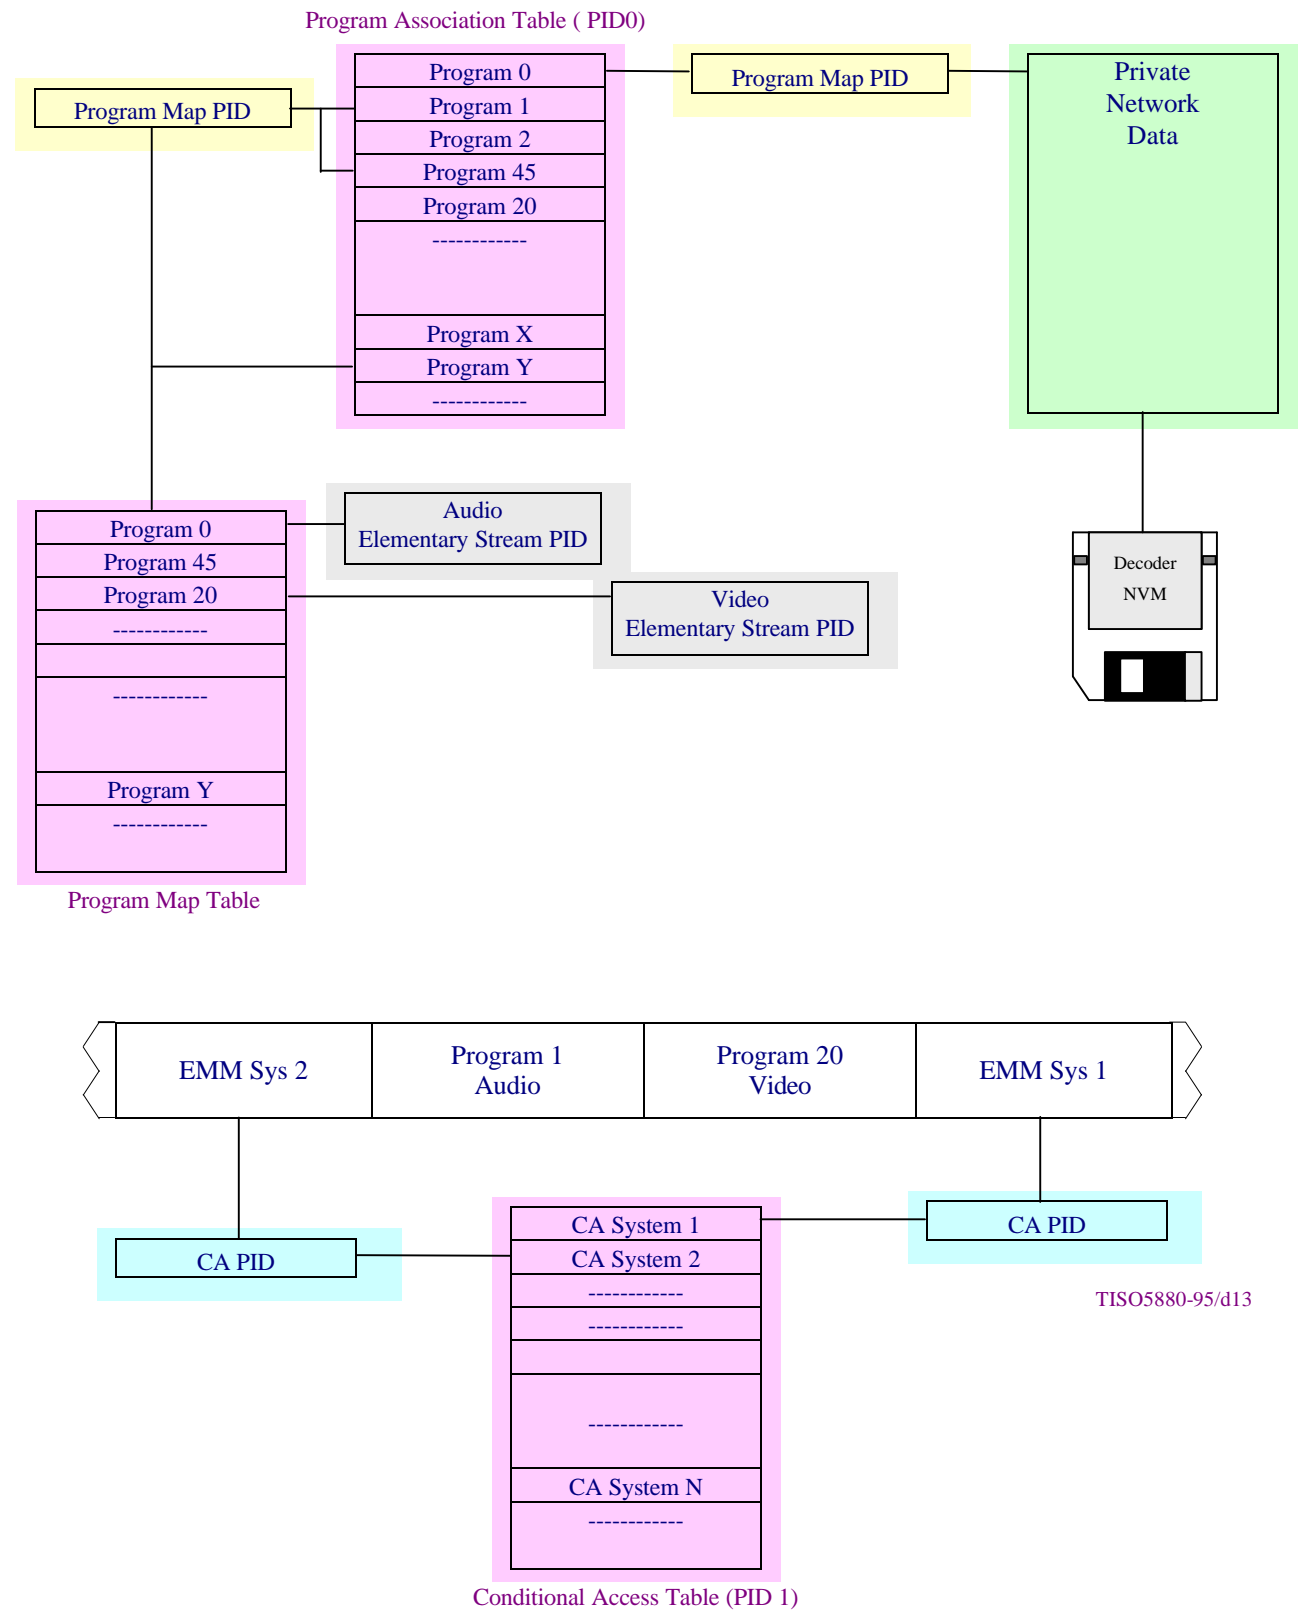 Program Association Table ( PID0)
Program Map PID
Program 0
Program 1
Program 2
Program 45
Program 20
------------
Program X
Program Y
------------
Program Map PID
Private
Network
Data
Decoder
NVM
Program 0
Program 45
Program 20
------------
------------
Program Y
------------
Program Map Table
Audio
Elementary Stream PID
Video
Elementary Stream PID
EMM Sys 2
Program 1
Audio
Program 20
Video
EMM Sys 1
CA PID
CA System 1
CA System 2
------------
------------
------------
CA System N
------------
CA PID
TISO5880-95/d13
Conditional Access Table (PID 1)